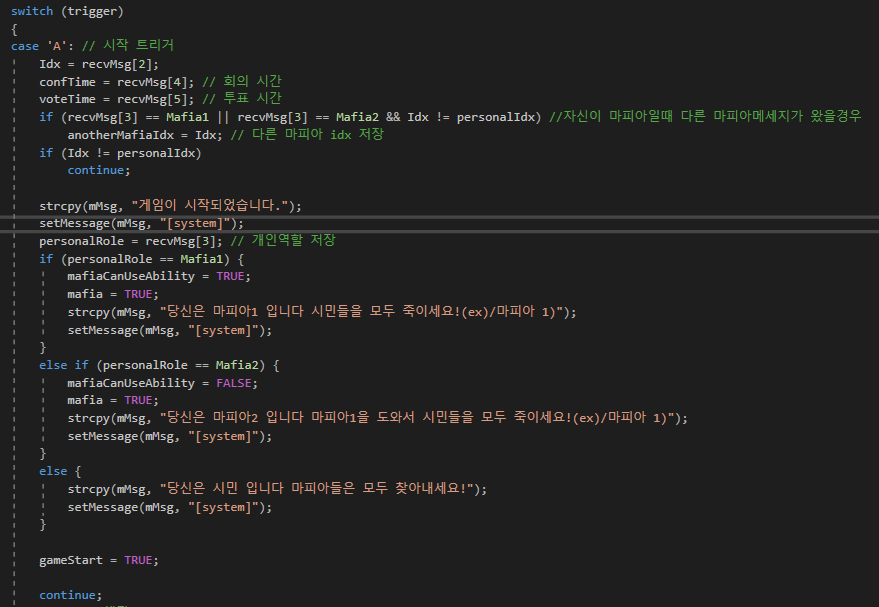 switch (trigger)
{
case 'A': // 시작 트리거
Idx = recvMsg[2];
confTime = recvMsg[4]; // 회의 시간
voteTime = recvMsg[5]; // 투표 시간
if (recvMsg[3] == Mafia1 || recvMsg[3] == Mafia2 && Idx != personalIdx) //자신이 마피아일때 다른 마피아메세지가 왔을경우
anotherMafiaIdx = Idx; // 다른 마피아 idx 저장
if (Idx != personalIdx)
continue;
strcpy(mMsg, "게임이 시작되었습니다.");
setMessage(mMsg, "[system]");
personalRole = recvMsg[3]; // 개인역할 저장
if (personalRole == Mafia1) {
mafiaCanUseAbility = TRUE;
mafia = TRUE;
strcpy(mMsg, "당신은 마피아1 입니다 시민들을 모두 죽이세요!(ex)/마피아 1)");
setMessage(mMsg, "[system]");
}
else if (personalRole == Mafia2) {
mafiaCanUseAbility = FALSE;
mafia = TRUE;
strcpy(mMsg, "당신은 마피아2 입니다 마피아1을 도와서 시민들을 모두 죽이세요!(ex)/마피아 1)");
setMessage(mMsg, "[system]");
}
else {
strcpy(mMsg, "당신은 시민 입니다 마피아들은 모두 찾아내세요!");
setMessage(mMsg, "[system]");
}
gameStart = TRUE;
continue;